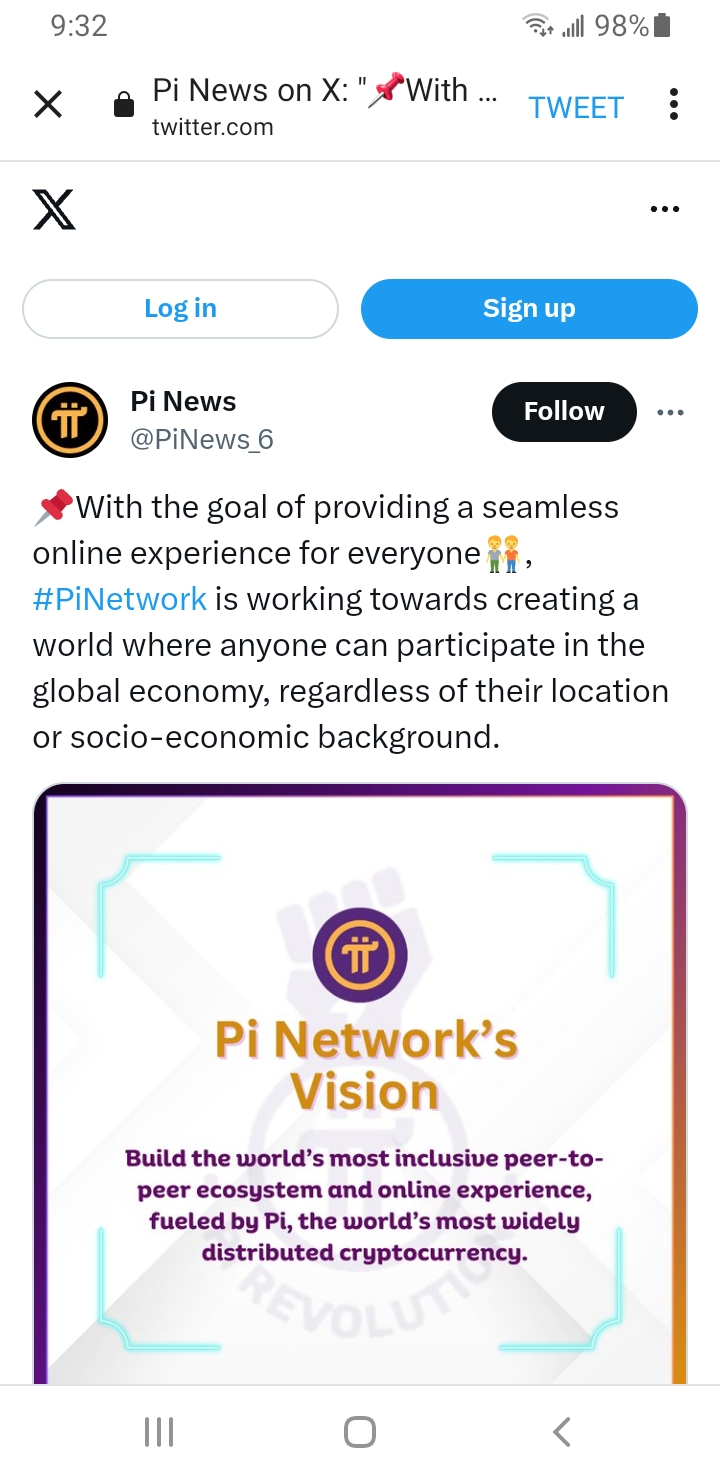 9:32
98%
Pi News on X: "📌With ...
TWEET
twitter.com
Log in
Sign up
Pi News
Follow
@PiNews_6
📌With the goal of providing a seamless
online experience for everyone🧑‍🤝‍🧑,
#PiNetwork is working towards creating a
world where anyone can participate in the
global economy, regardless of their location
or socio-economic background.
Pi Network's
Vision
Build the world's most inclusive peer-to-
peer ecosystem and online experience,
fueled by Pi, the world's most widely
distributed cryptocurrency.
PI REVOLUTION